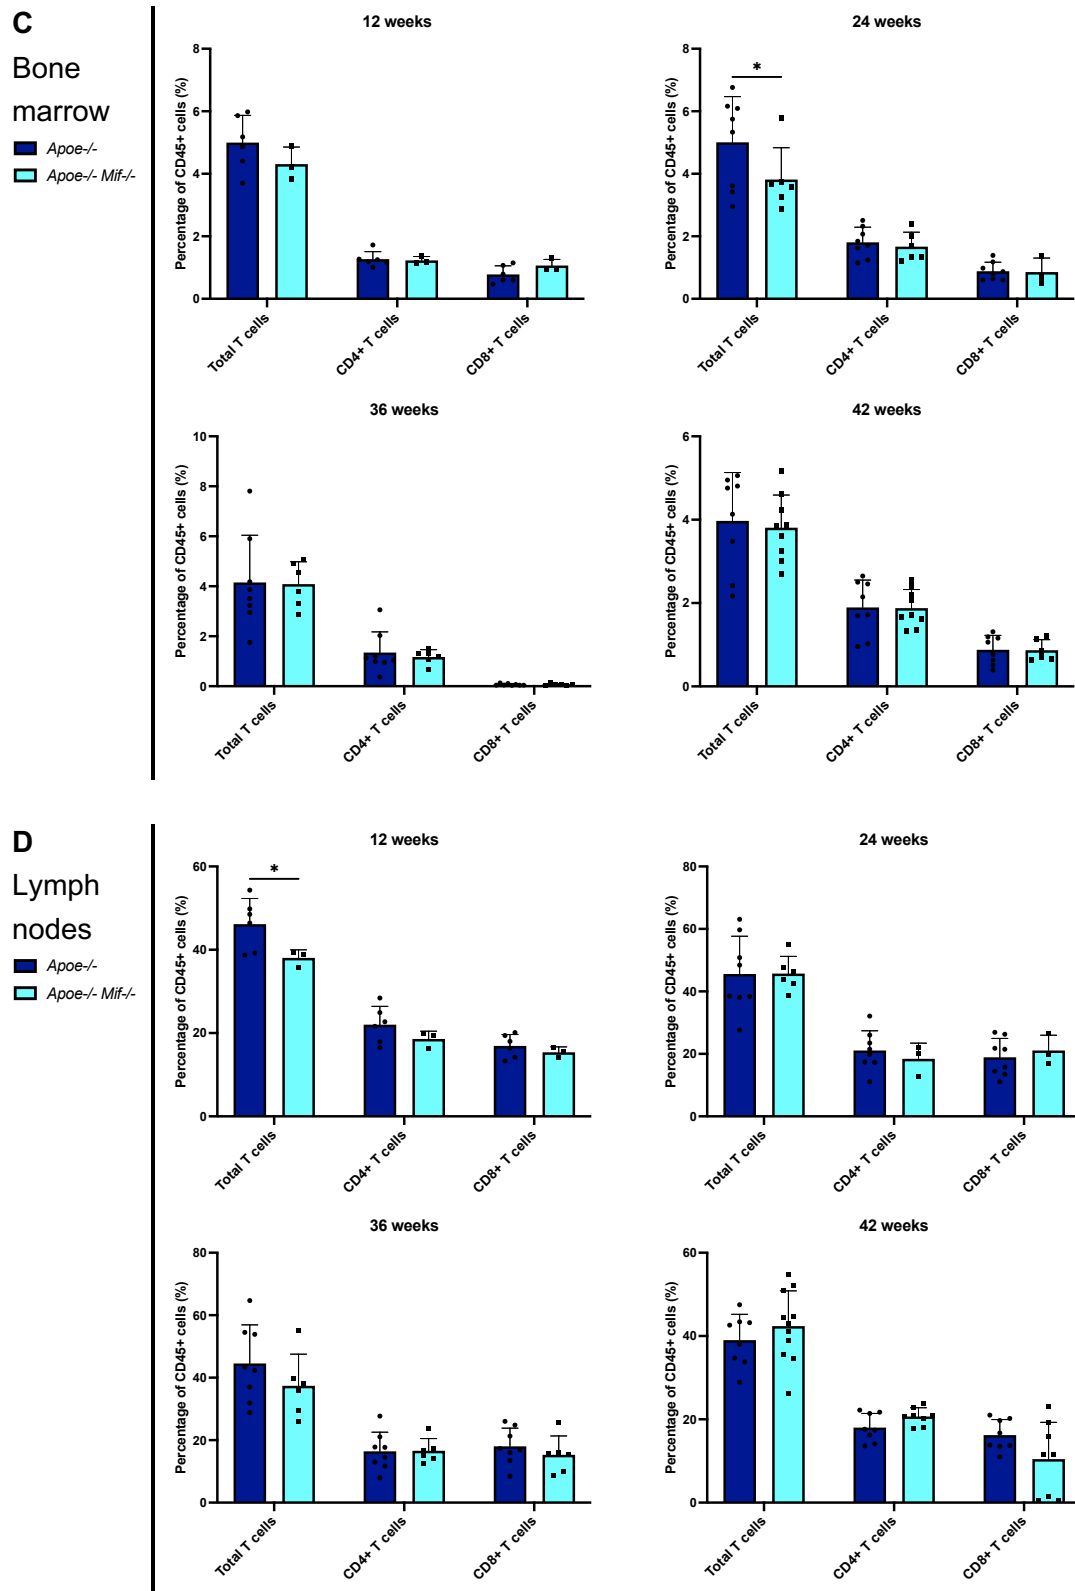 C
Bone
marrow
Apoe-/-
Apoe-/- Mif-/-
12 weeks
Percentage of CD45+ cells (%)
8
6
4
2
0
Total T cells
CD4+ T cells
CD8+ T cells
24 weeks
Percentage of CD45+ cells (%)
8
6
4
2
0
*
Total T cells
CD4+ T cells
CD8+ T cells
36 weeks
Percentage of CD45+ cells (%)
10
8
6
4
2
0
Total T cells
CD4+ T cells
CD8+ T cells
42 weeks
Percentage of CD45+ cells (%)
6
4
2
0
Total T cells
CD4+ T cells
CD8+ T cells
D
Lymph
nodes
Apoe-/-
Apoe-/- Mif-/-
12 weeks
Percentage of CD45+ cells (%)
60
40
20
0
*
Total T cells
CD4+ T cells
CD8+ T cells
24 weeks
Percentage of CD45+ cells (%)
80
60
40
20
0
Total T cells
CD4+ T cells
CD8+ T cells
36 weeks
Percentage of CD45+ cells (%)
80
60
40
20
0
Total T cells
CD4+ T cells
CD8+ T cells
42 weeks
Percentage of CD45+ cells (%)
60
40
20
0
Total T cells
CD4+ T cells
CD8+ T cells